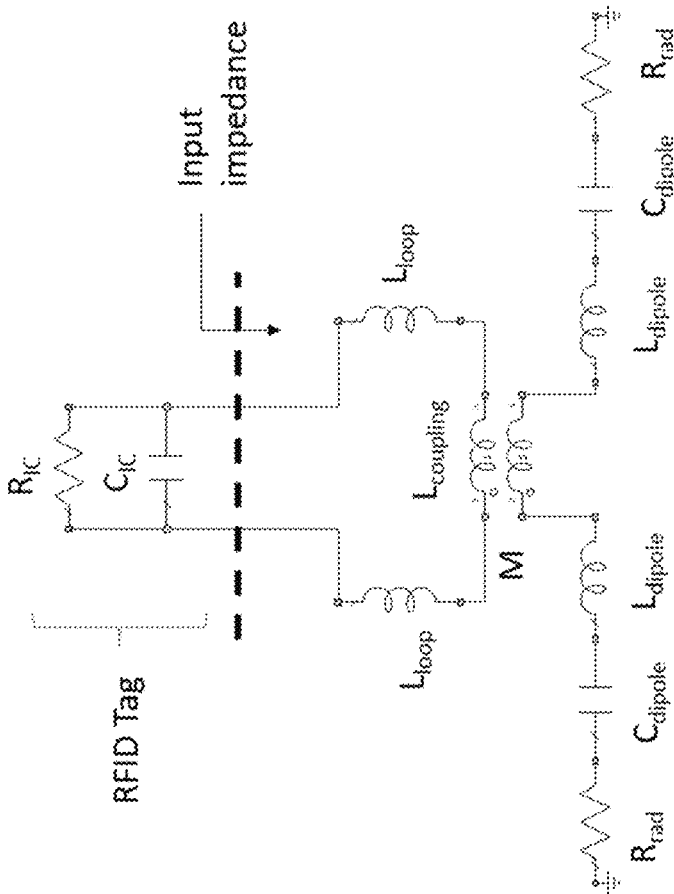 RFID Tag
R_IC
C_IC
Input
impedance
L_loop
L_loop
L_coupling
M
R_rad
C_dipole
L_dipole
L_dipole
C_dipole
R_rad